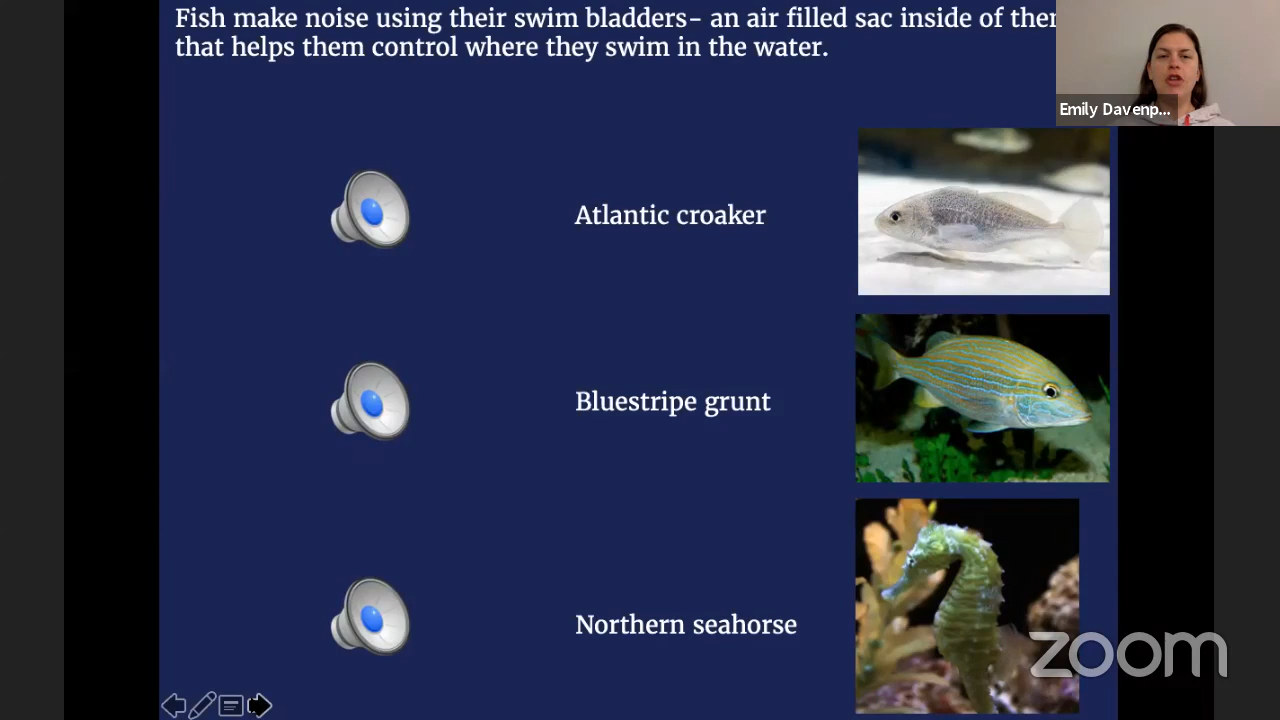 Fish make noise using their swim bladders- an air filled sac inside of
that helps them control where they swim in the water.
Emily Davenp...
Atlantic croaker
Bluestripe grunt
Northern seahorse
zoom